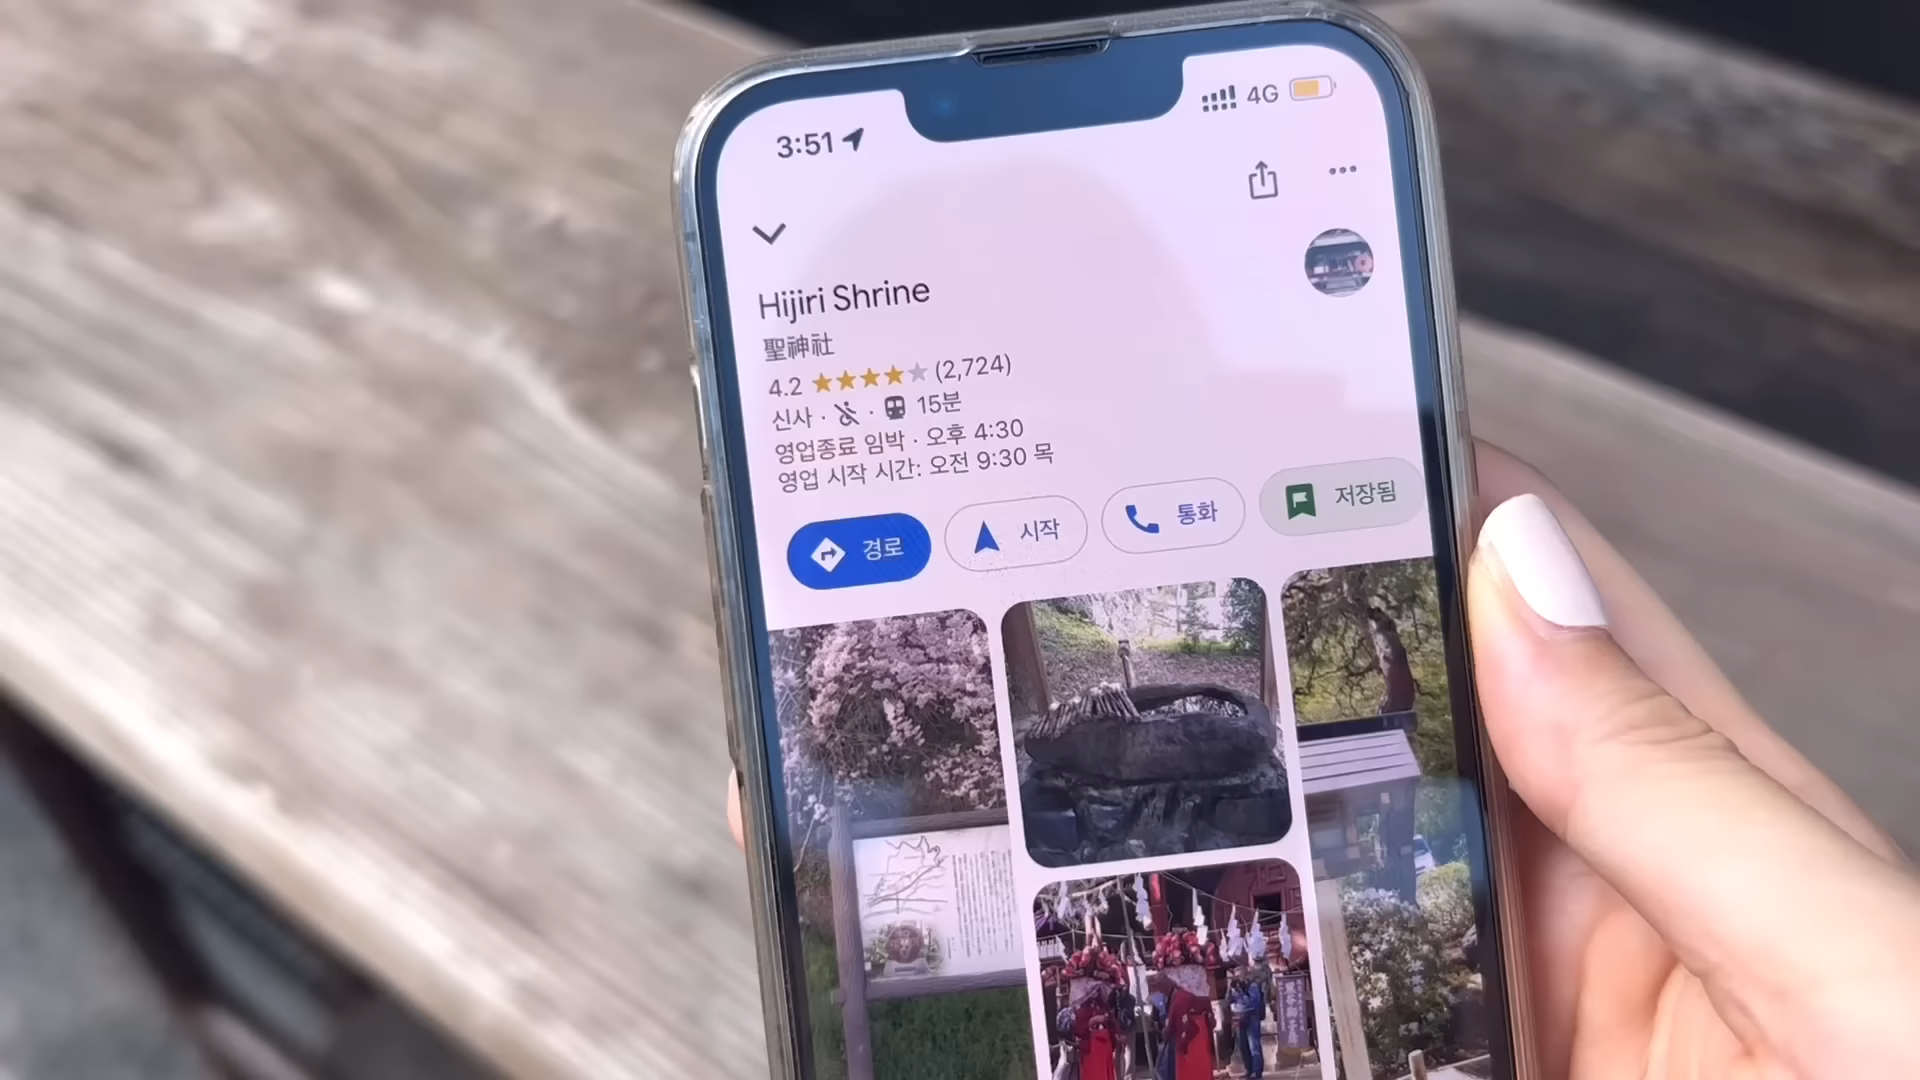 3:51 4G
Hijiri Shrine
聖神社
4.2 (2,724)
신사 · · 15분
영업종료 임박 · 오후 4:30
영업 시작 시간: 오전 9:30 목
경로 시작 통화 저장됨